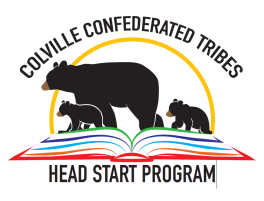 COLVILLE CONFEDERATED TRIBES
HEAD START PROGRAM